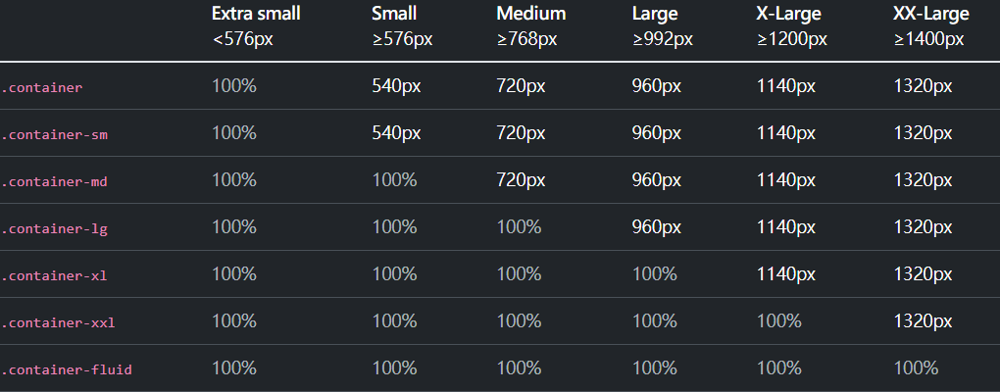 Extra small Small Medium Large X-Large XX-Large
<576px ≥576px ≥768px ≥992px ≥1200px ≥1400px
.container 100% 540px 720px 960px 1140px 1320px
.container-sm 100% 540px 720px 960px 1140px 1320px
.container-md 100% 100% 720px 960px 1140px 1320px
.container-lg 100% 100% 100% 960px 1140px 1320px
.container-xl 100% 100% 100% 100% 1140px 1320px
.container-xxl 100% 100% 100% 100% 100% 1320px
.container-fluid 100% 100% 100% 100% 100% 100%